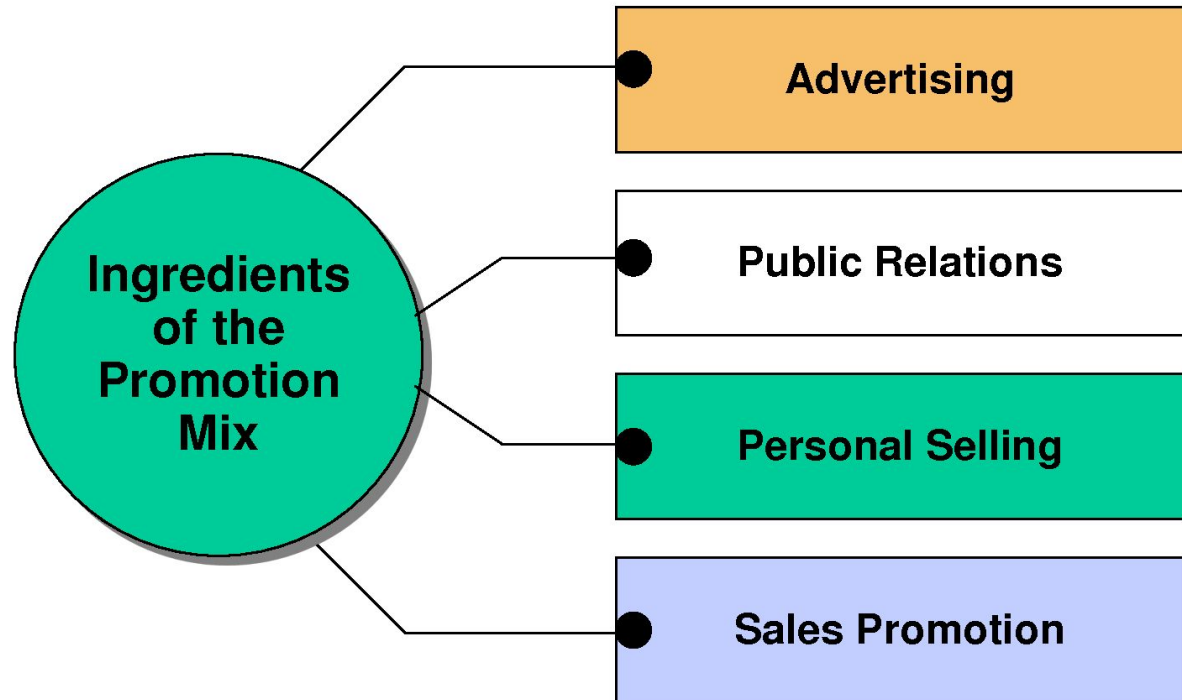 Ingredients
of the
Promotion
Mix
Advertising
Public Relations
Personal Selling
Sales Promotion